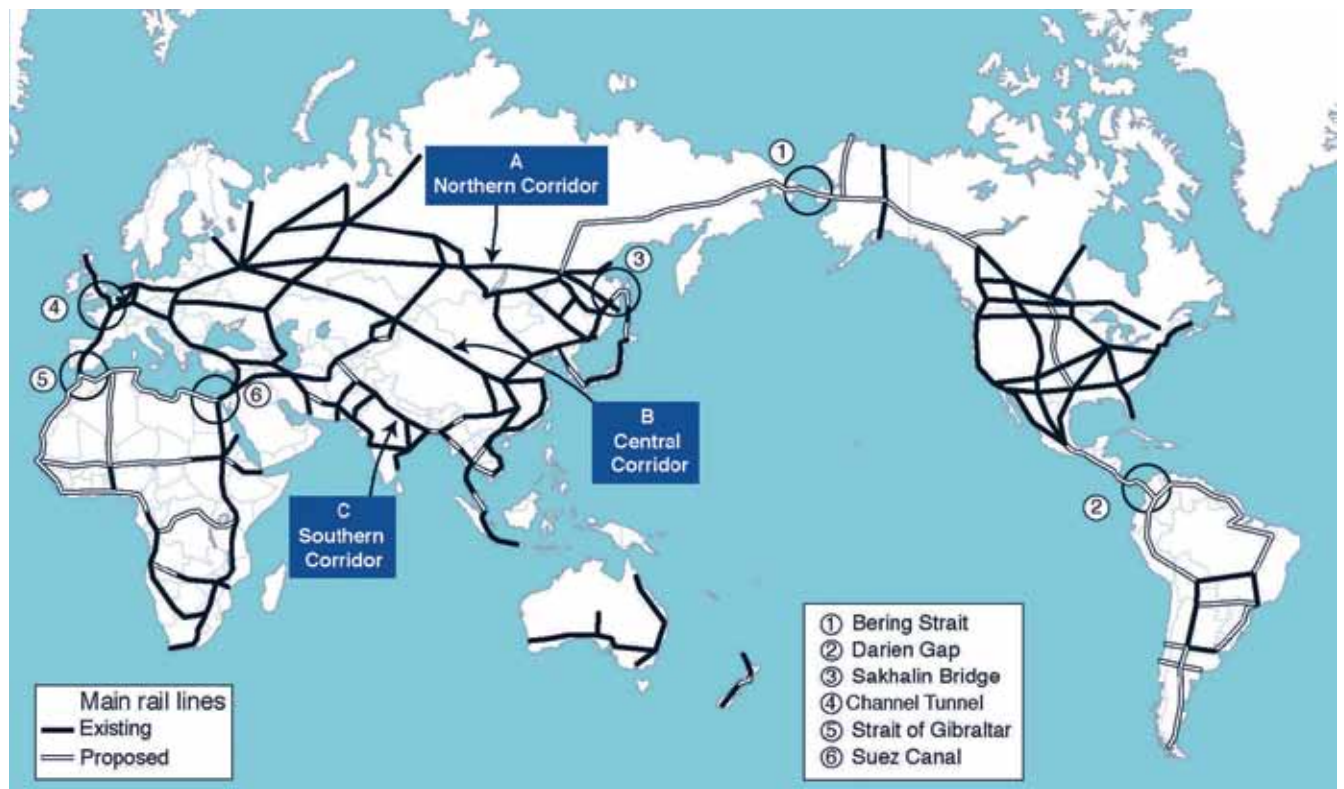 A
Northern Corridor
①
③
④
⑤
⑥
B
Central
Corridor
②
C
Southern
Corridor
① Bering Strait
② Darien Gap
③ Sakhalin Bridge
④ Channel Tunnel
⑤ Strait of Gibraltar
⑥ Suez Canal
Main rail lines
Existing
Proposed